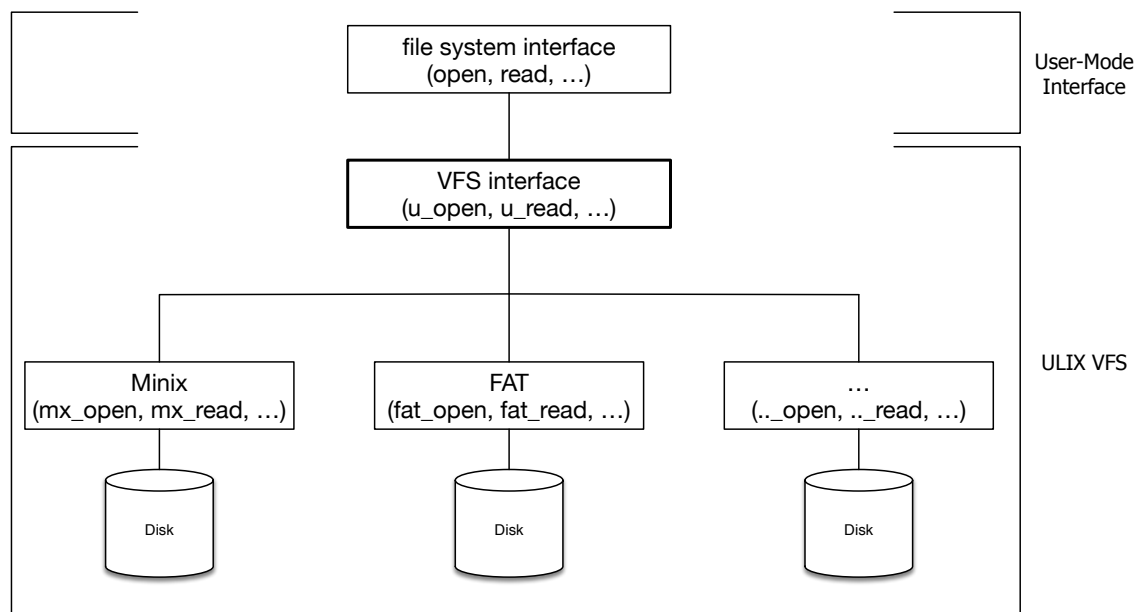 file system interface
(open, read, …)
User-Mode
Interface
VFS interface
(u_open, u_read, …)
Minix
(mx_open, mx_read, …)
FAT
(fat_open, fat_read, …)
…
(.._open, .._read, …)
ULIX VFS
Disk
Disk
Disk